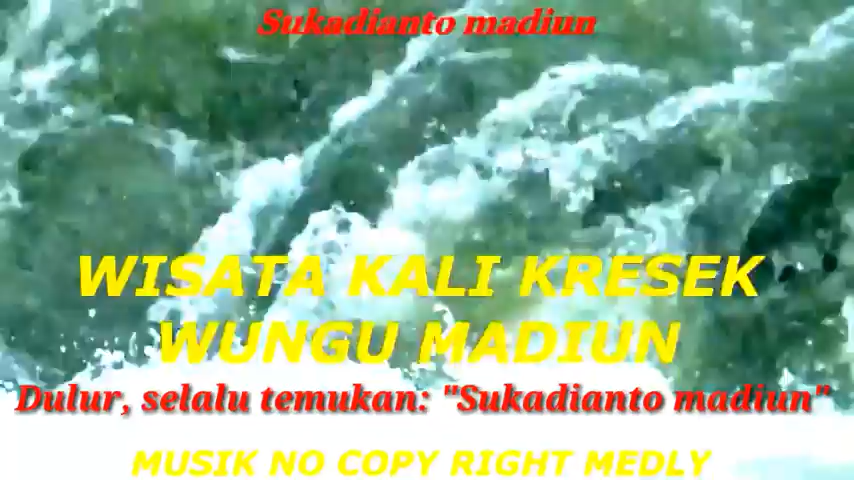 Sukadianto madiun
WISATA KALI KRESEK
WUNGU MADIUN
Dulur, selalu temukan: "Sukadianto madiun"
MUSIK NO COPY RIGHT MEDLY